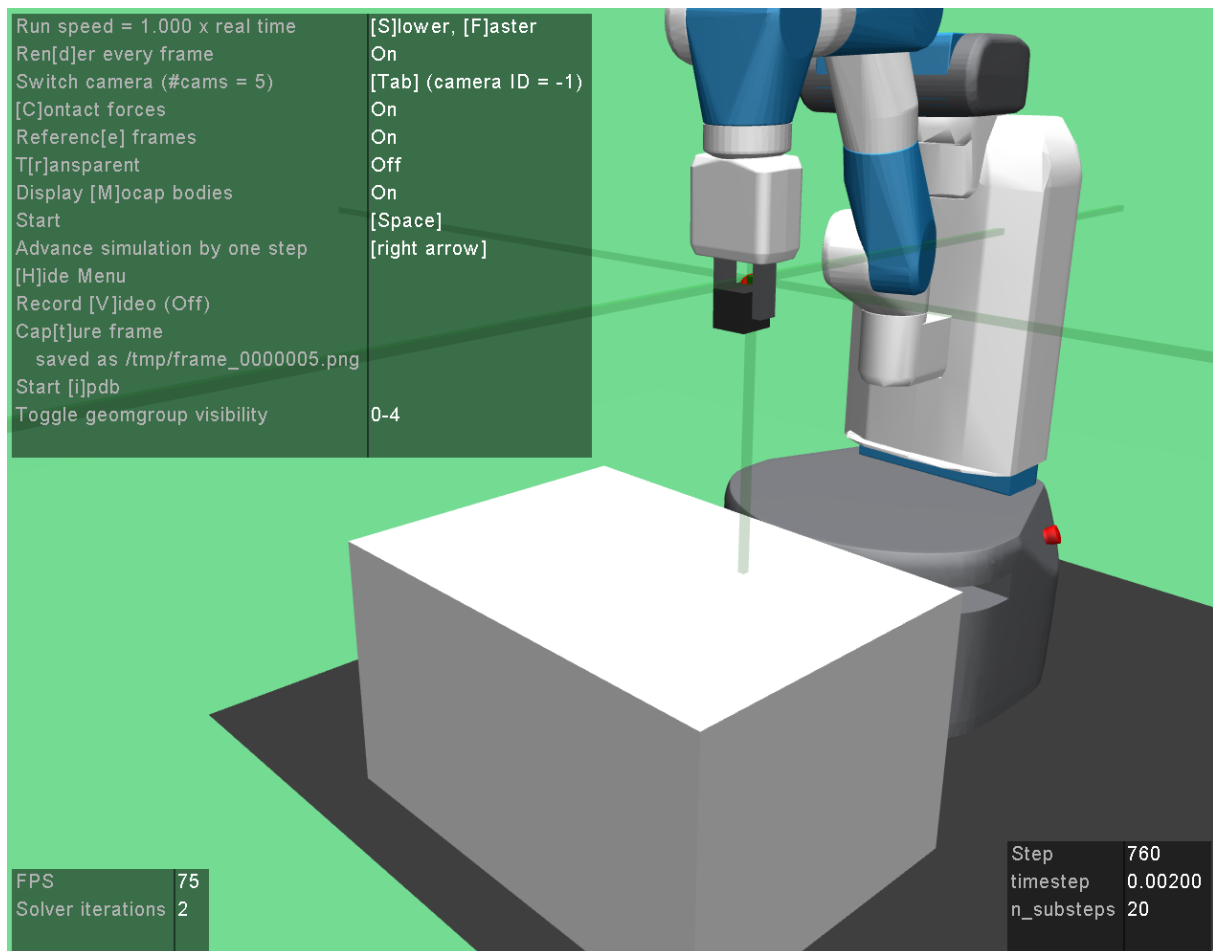 Run speed = 1.000 x real time [S]lower, [F]aster
Ren[d]er every frame On
Switch camera (#cams = 5) [Tab] (camera ID = -1)
[C]ontact forces On
Referenc[e] frames On
T[r]ansparent Off
Display [M]ocap bodies On
Start [Space]
Advance simulation by one step [right arrow]
[H]ide Menu
Record [V]ideo (Off)
Cap[t]ure frame
saved as /tmp/frame_0000005.png
Start [i]pdb
Toggle geomgroup visibility 0-4
FPS 75
Solver iterations 2
Step 760
timestep 0.00200
n_substeps 20